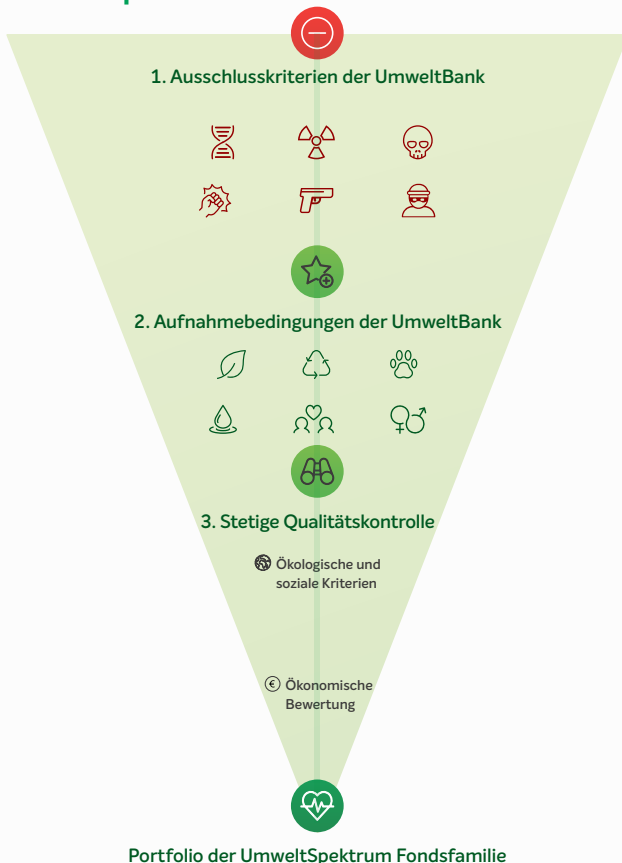 1. Ausschlusskriterien der UmweltBank
2. Aufnahmebedingungen der UmweltBank
3. Stetige Qualitätskontrolle
Ökologische und
soziale Kriterien
€ Ökonomische
Bewertung
Portfolio der UmweltSpektrum Fondsfamilie